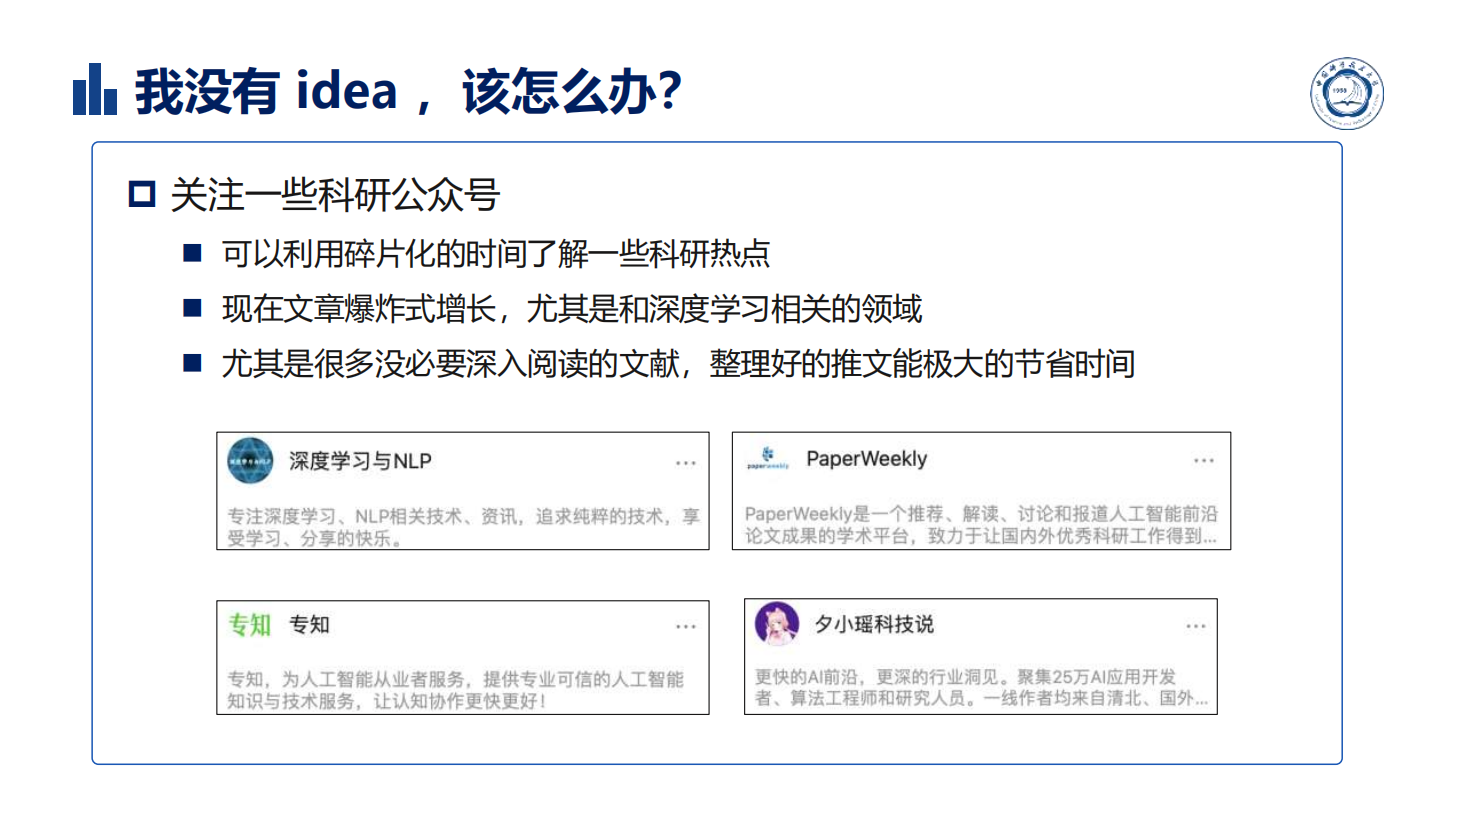 我没有 idea ，该怎么办？
1958
关注一些科研公众号
可以利用碎片化的时间了解一些科研热点
现在文章爆炸式增长，尤其是和深度学习相关的领域
尤其是很多没必要深入阅读的文献，整理好的推文能极大的节省时间
深度学习与NLP
专注深度学习、NLP相关技术、资讯，追求纯粹的技术，享
受学习、分享的快乐。
paperweekly
PaperWeekly
PaperWeekly是一个推荐、解读、讨论和报道人工智能前沿
论文成果的学术平台，致力于让国内外优秀科研工作得到...
专知
专知
专知，为人工智能从业者服务，提供专业可信的人工智能
知识与技术服务，让认知协作更快更好！
夕小瑶科技说
更快的AI前沿，更深的行业洞见。聚集25万AI应用开发
者、算法工程师和研究人员。一线作者均来自清北、国外...